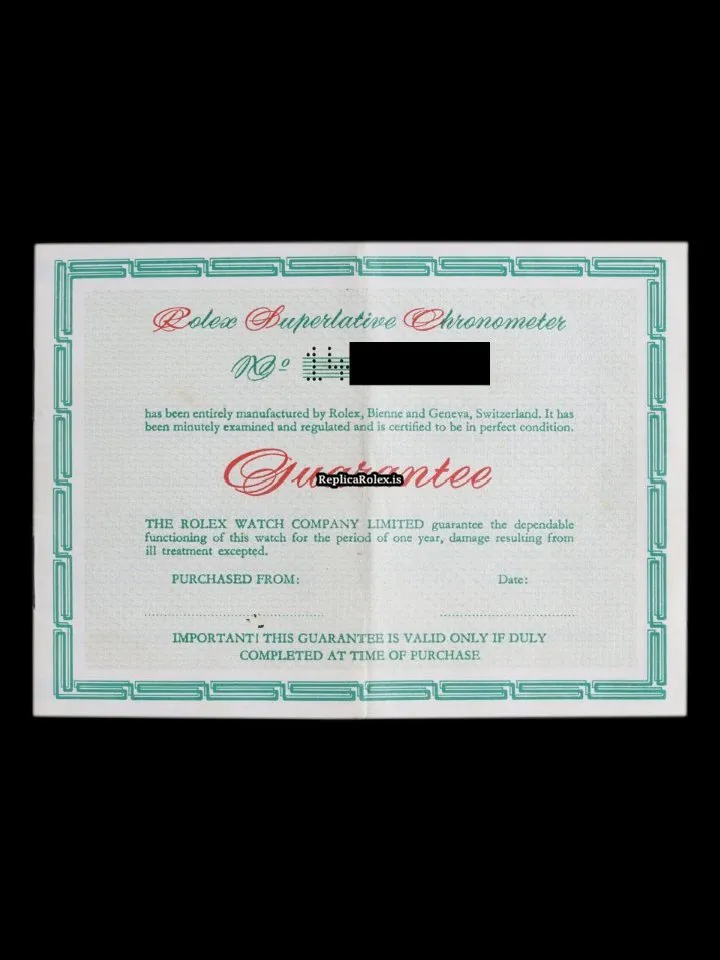 Rolex Superlative Chronometer
No 14
has been entirely manufactured by Rolex, Bienne and Geneva, Switzerland. It has
been minutely examined and regulated and is certified to be in perfect condition.
Guarantee
ReplicaRolex.is
THE ROLEX WATCH COMPANY LIMITED guarantee the dependable
functioning of this watch for the period of one year, damage resulting from
ill treatment excepted.
PURCHASED FROM: Date:
IMPORTANT! THIS GUARANTEE IS VALID ONLY IF DULY
COMPLETED AT TIME OF PURCHASE